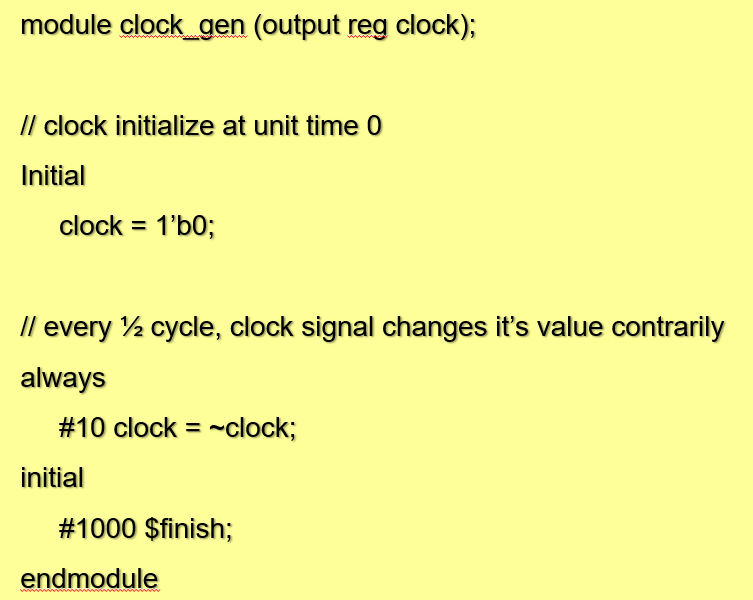 module clock_gen (output reg clock);
// clock initialize at unit time 0
Initial
clock = 1’b0;
// every ½ cycle, clock signal changes it’s value contrarily
always
#10 clock = ~clock;
initial
#1000 $finish;
endmodule